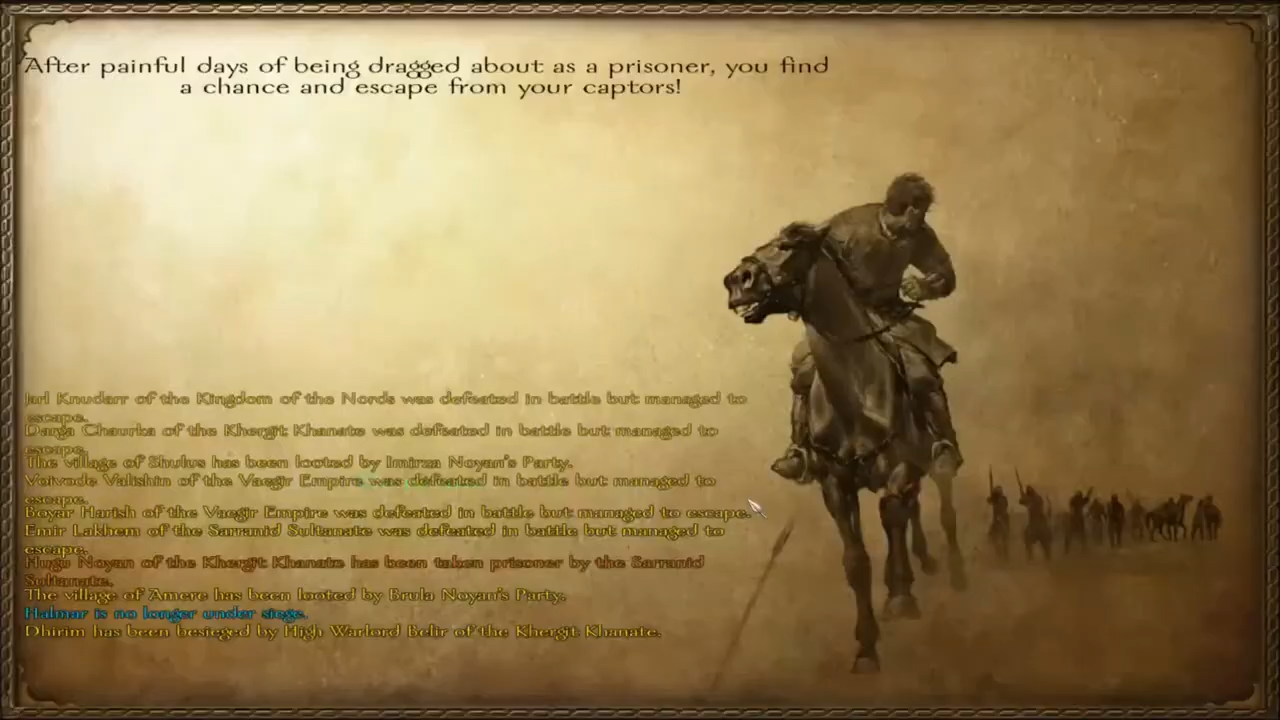 After painful days of being dragged about as a prisoner, you find
a chance and escape from your captors!
Jarl Knudarr of the Kingdom of the Nords was defeated in battle but managed to
escape.
Darga Chaurka of the Khergit Khanate was defeated in battle but managed to
escape.
The village of Shulus has been looted by Imirza Noyan's Party.
Voivode Valishin of the Vaegir Empire was defeated in battle but managed to
escape.
Boyar Harish of the Vaegir Empire was defeated in battle but managed to escape.
Emir Lakhem of the Sarranid Sultanate was defeated in battle but managed to
escape.
Hugu Noyan of the Khergit Khanate has been taken prisoner by the Sarranid
Sultanate.
The village of Amere has been looted by Brula Noyan's Party.
Halmar is no longer under siege.
Dhirim has been besieged by High Warlord Belir of the Khergit Khanate.